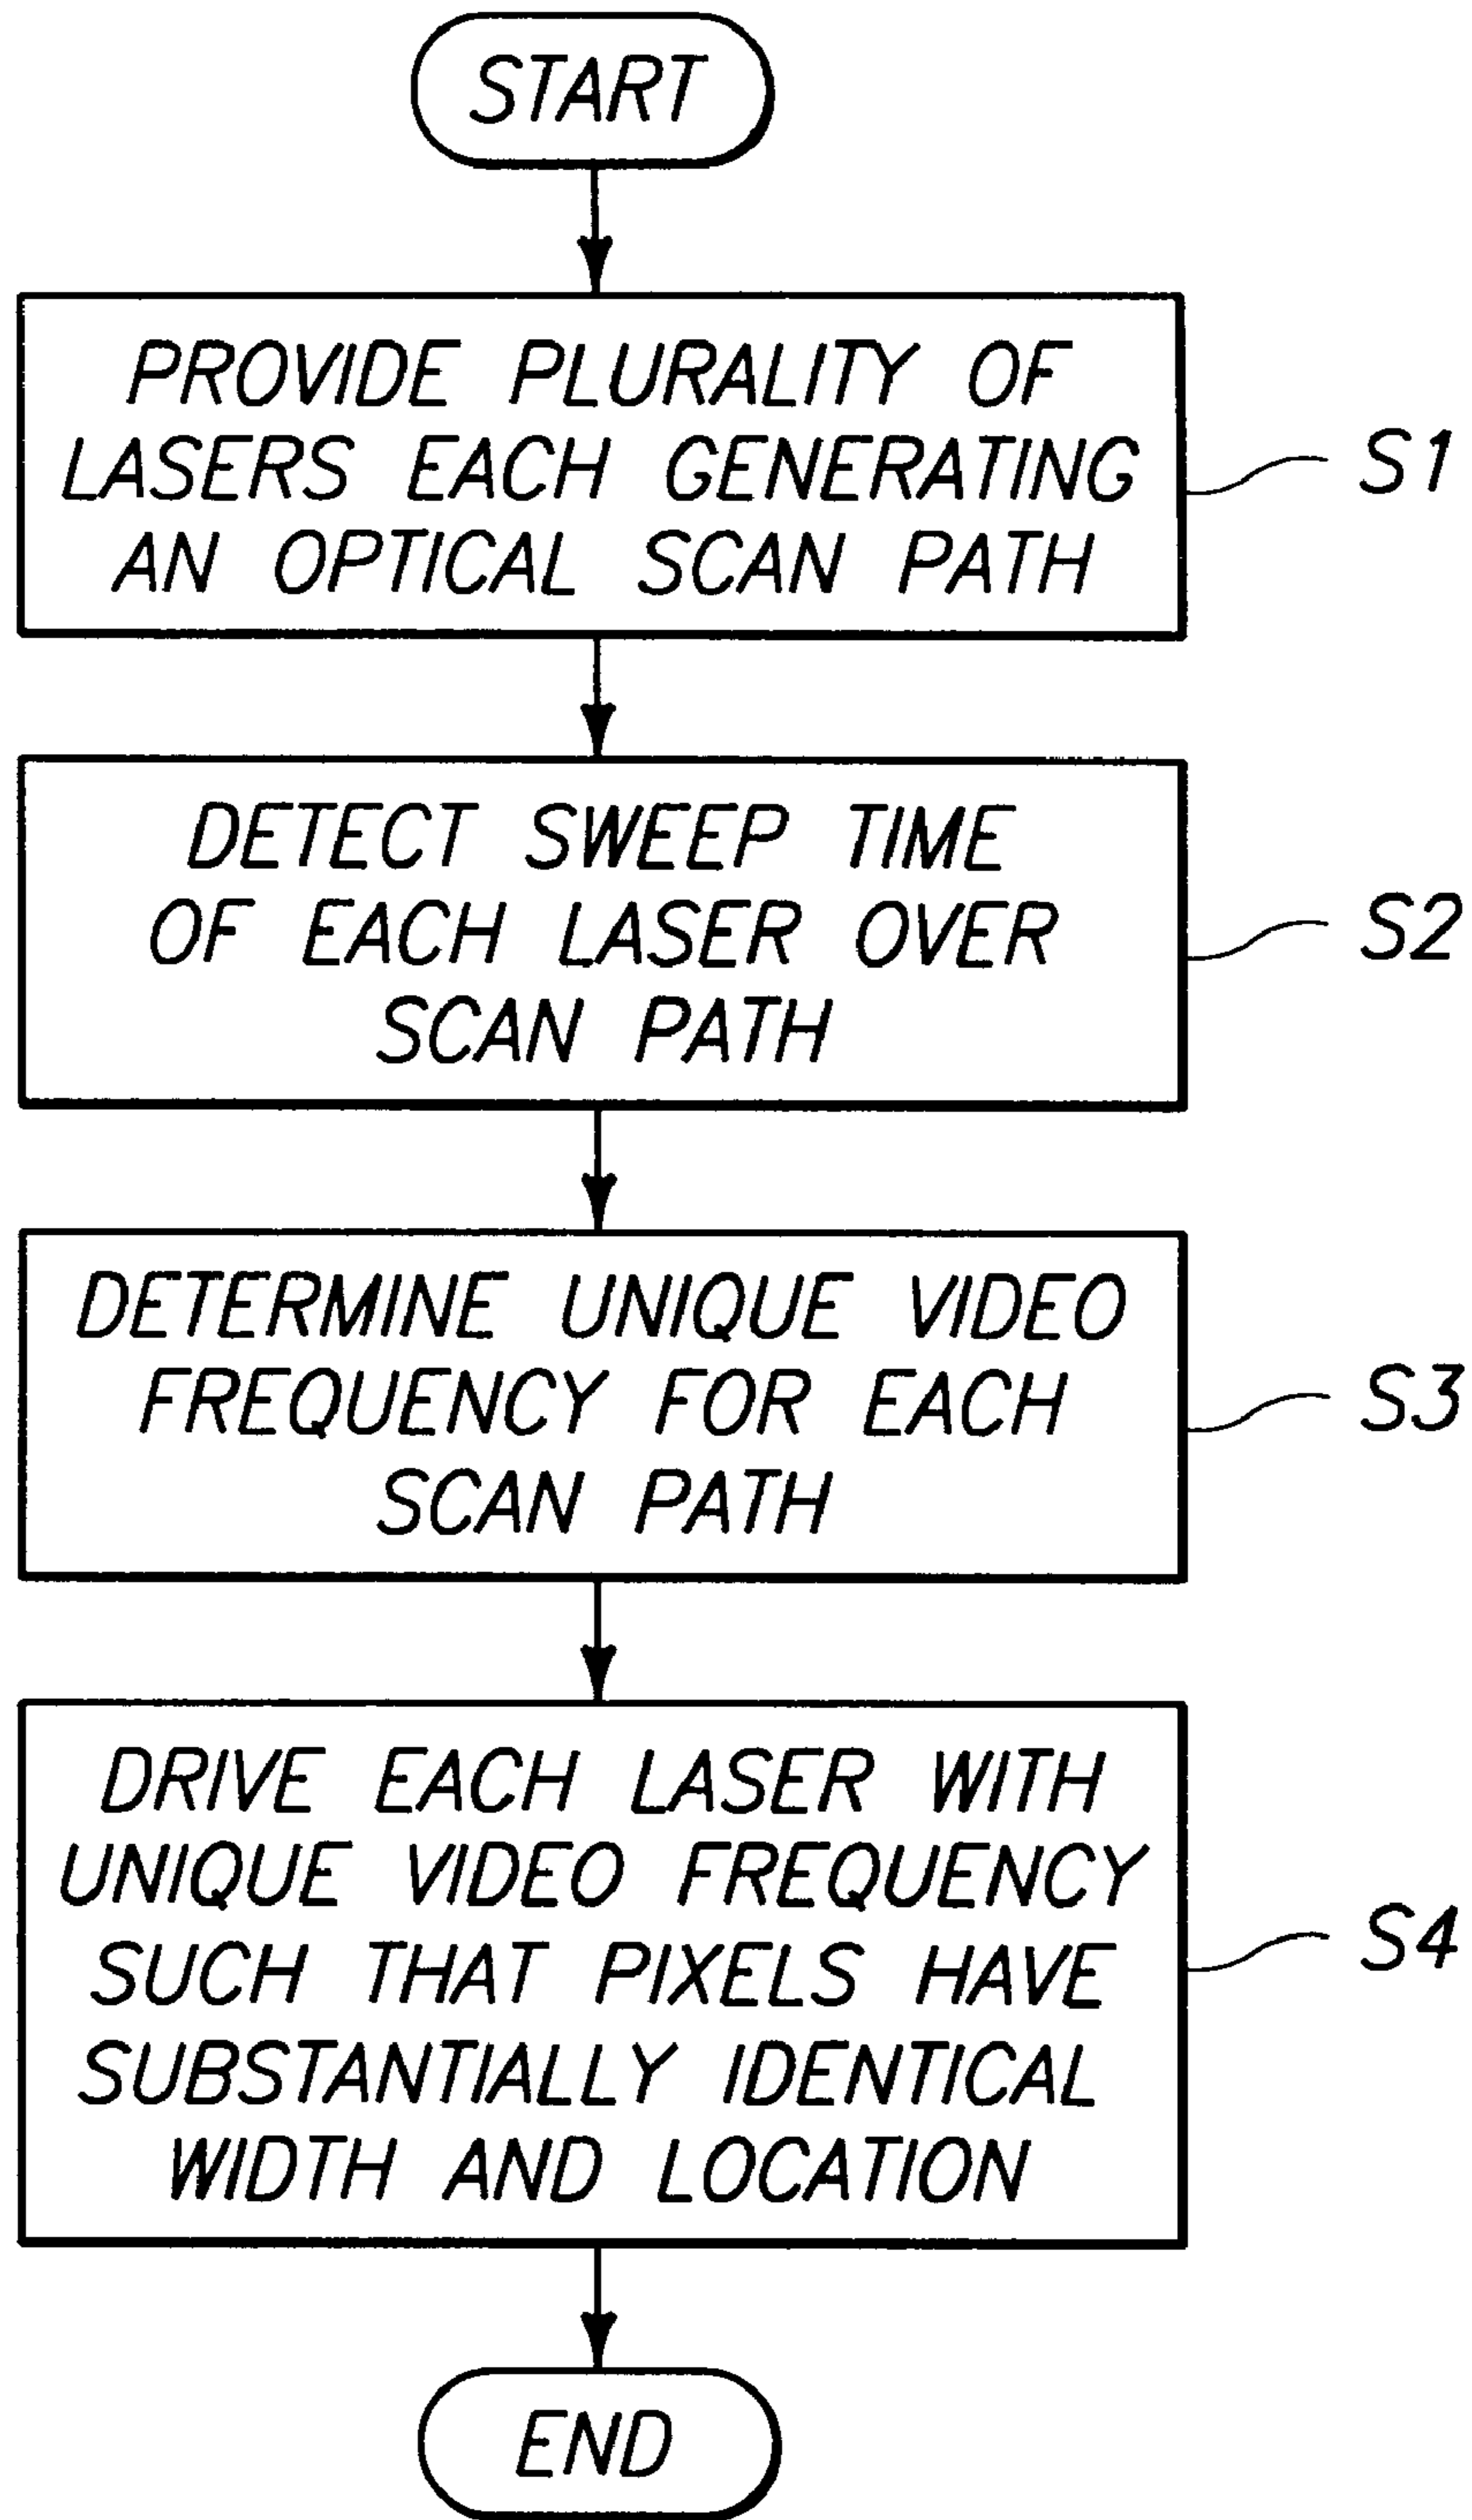 START
PROVIDE PLURALITY OF
LASERS EACH GENERATING
AN OPTICAL SCAN PATH
S1
DETECT SWEEP TIME
OF EACH LASER OVER
SCAN PATH
S2
DETERMINE UNIQUE VIDEO
FREQUENCY FOR EACH
SCAN PATH
S3
DRIVE EACH LASER WITH
UNIQUE VIDEO FREQUENCY
SUCH THAT PIXELS HAVE
SUBSTANTIALLY IDENTICAL
WIDTH AND LOCATION
S4
END